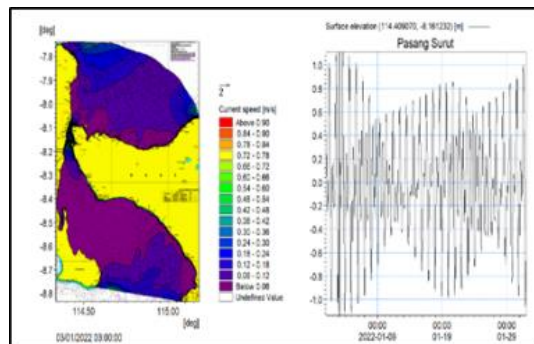 [deg]
-7.9
-8.0
-8.1
-8.2
-8.3
-8.4
-8.5
-8.6
-8.7
-8.8
114.50
115.00
[deg]
03/01/2022 03:00:00
Current speed [m/s]
Above 0.90
0.84 - 0.90
0.78 - 0.84
0.72 - 0.78
0.66 - 0.72
0.60 - 0.66
0.54 - 0.60
0.48 - 0.54
0.42 - 0.48
0.36 - 0.42
0.30 - 0.36
0.24 - 0.30
0.18 - 0.24
0.12 - 0.18
0.06 - 0.12
Below 0.06
Undefined Value
Surface elevation [m]
Pasang Surut
1.0
0.8
0.6
0.4
0.2
0.0
-0.2
-0.4
-0.6
-0.8
-1.0
00:00
2022-01-09
00:00
01-19
00:00
01-29